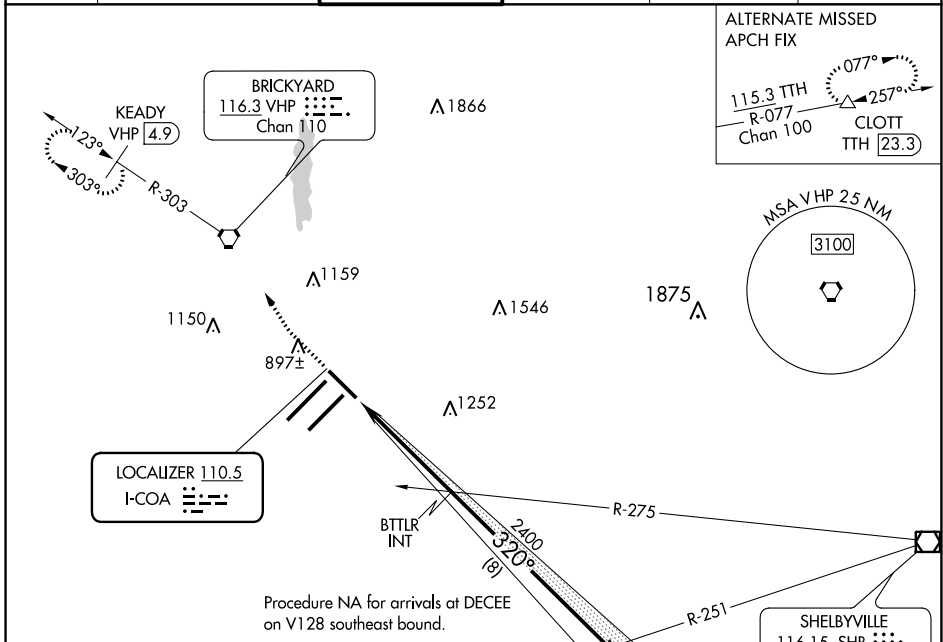 ALTERNATE MISSED
APCH FIX
077°
115.3 TTH
R-077
257°
Chan 100
CLOTT
TTH 23.3
BRICKYARD
116.3 VHP
Chan 110
KEADY
VHP 4.9
123°
303°
R-303
1866
MSA VHP 25 NM
3100
1159
1150
1546
1875
897±
1252
LOCALIZER 110.5
I-COA
BTTLR
INT
R-275
2400
320°
(8)
R-251
Procedure NA for arrivals at DECEE
on V128 southeast bound.
SHELBYVILLE
116.15 SHB